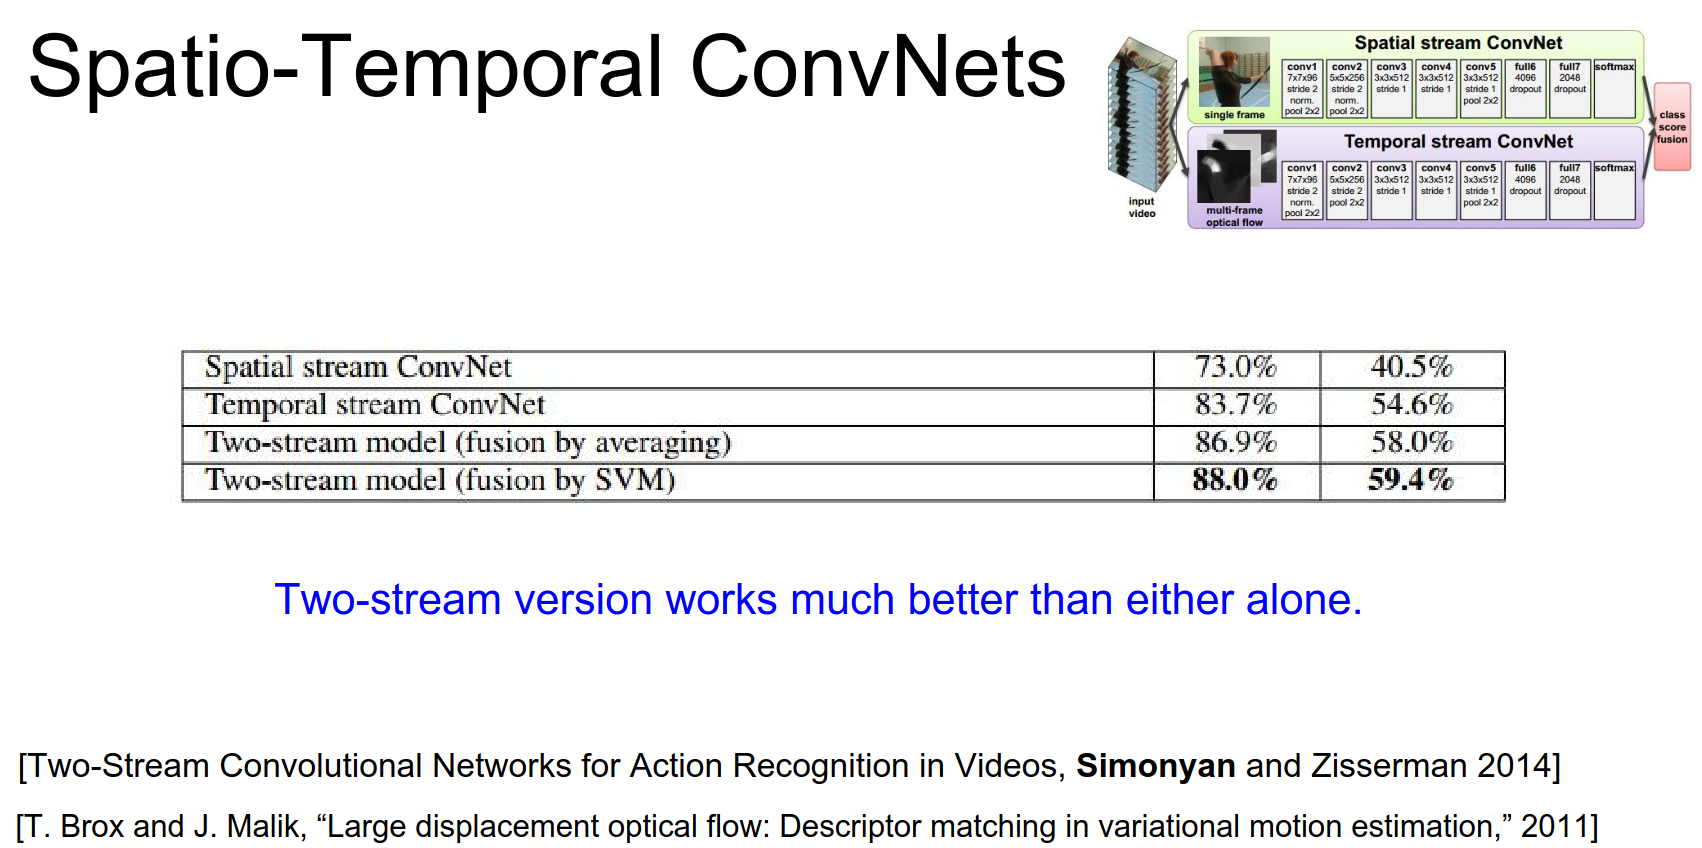 Spatio-Temporal ConvNets
input
video
single frame
multi-frame
optical flow
Spatial stream ConvNet
conv1
7x7x96
stride 2
norm.
pool 2x2
conv2
5x5x256
stride 2
norm.
pool 2x2
conv3
3x3x512
stride 1
conv4
3x3x512
stride 1
conv5
3x3x512
stride 1
pool 2x2
full6
4096
dropout
full7
2048
dropout
softmax
Temporal stream ConvNet
conv1
7x7x96
stride 2
norm.
pool 2x2
conv2
5x5x256
stride 2
pool 2x2
conv3
3x3x512
stride 1
conv4
3x3x512
stride 1
conv5
3x3x512
stride 1
pool 2x2
full6
4096
dropout
full7
2048
dropout
softmax
class
score
fusion
Spatial stream ConvNet 73.0% 40.5%
Temporal stream ConvNet 83.7% 54.6%
Two-stream model (fusion by averaging) 86.9% 58.0%
Two-stream model (fusion by SVM) 88.0% 59.4%
Two-stream version works much better than either alone.
[Two-Stream Convolutional Networks for Action Recognition in Videos, Simonyan and Zisserman 2014]
[T. Brox and J. Malik, “Large displacement optical flow: Descriptor matching in variational motion estimation,” 2011]